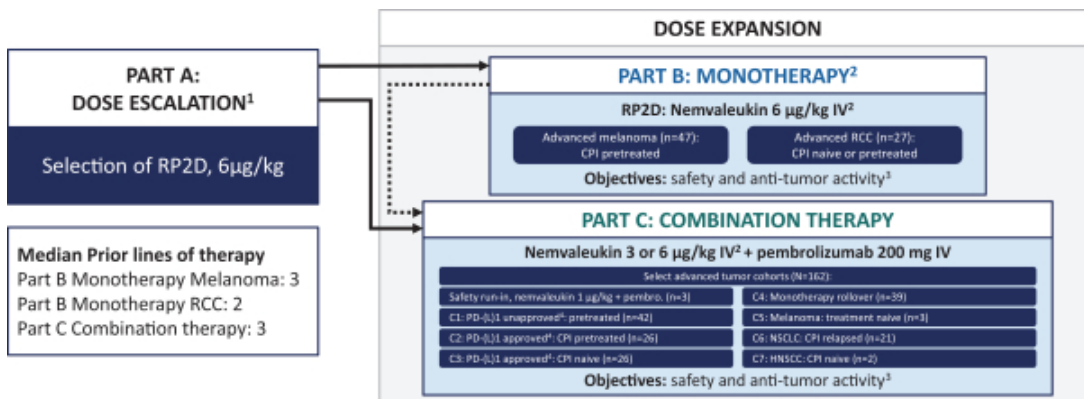 DOSE EXPANSION
PART A:
DOSE ESCALATION¹
Selection of RP2D, 6µg/kg
Median Prior lines of therapy
Part B Monotherapy Melanoma: 3
Part B Monotherapy RCC: 2
Part C Combination therapy: 3
PART B: MONOTHERAPY²
RP2D: Nemvaleukin 6 µg/kg IV²
Advanced melanoma (n=47):
CPI pretreated
Advanced RCC (n=27):
CPI naive or pretreated
Objectives: safety and anti-tumor activity³
PART C: COMBINATION THERAPY
Nemvaleukin 3 or 6 µg/kg IV² + pembrolizumab 200 mg IV
Select advanced tumor cohorts (N=162):
Safety run-in, nemvaleukin 1 µg/kg + pembro. (n=3)
C1: PD-(L)1 unapproved⁴: pretreated (n=42)
C2: PD-(L)1 approved⁴: CPI pretreated (n=26)
C3: PD-(L)1 approved⁴: CPI naive (n=26)
C4: Monotherapy rollover (n=39)
C5: Melanoma: treatment naive (n=3)
C6: NSCLC: CPI relapsed (n=21)
C7: HNSCC: CPI naive (n=2)
Objectives: safety and anti-tumor activity³